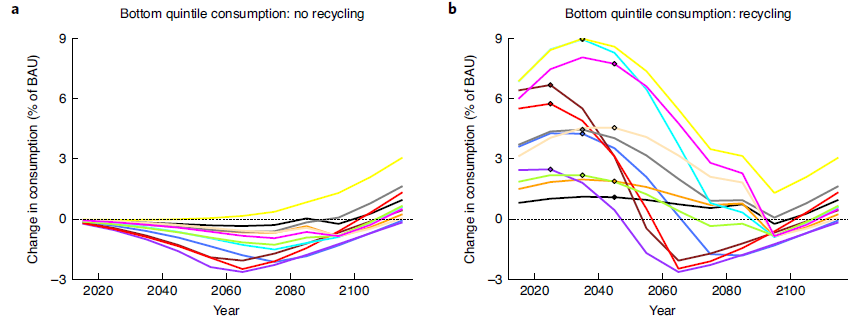 a
Bottom quintile consumption: no recycling
Change in consumption (% of BAU)
9
6
3
0
–3
2020
2040
2060
2080
2100
Year
b
Bottom quintile consumption: recycling
Change in consumption (% of BAU)
9
6
3
0
–3
2020
2040
2060
2080
2100
Year